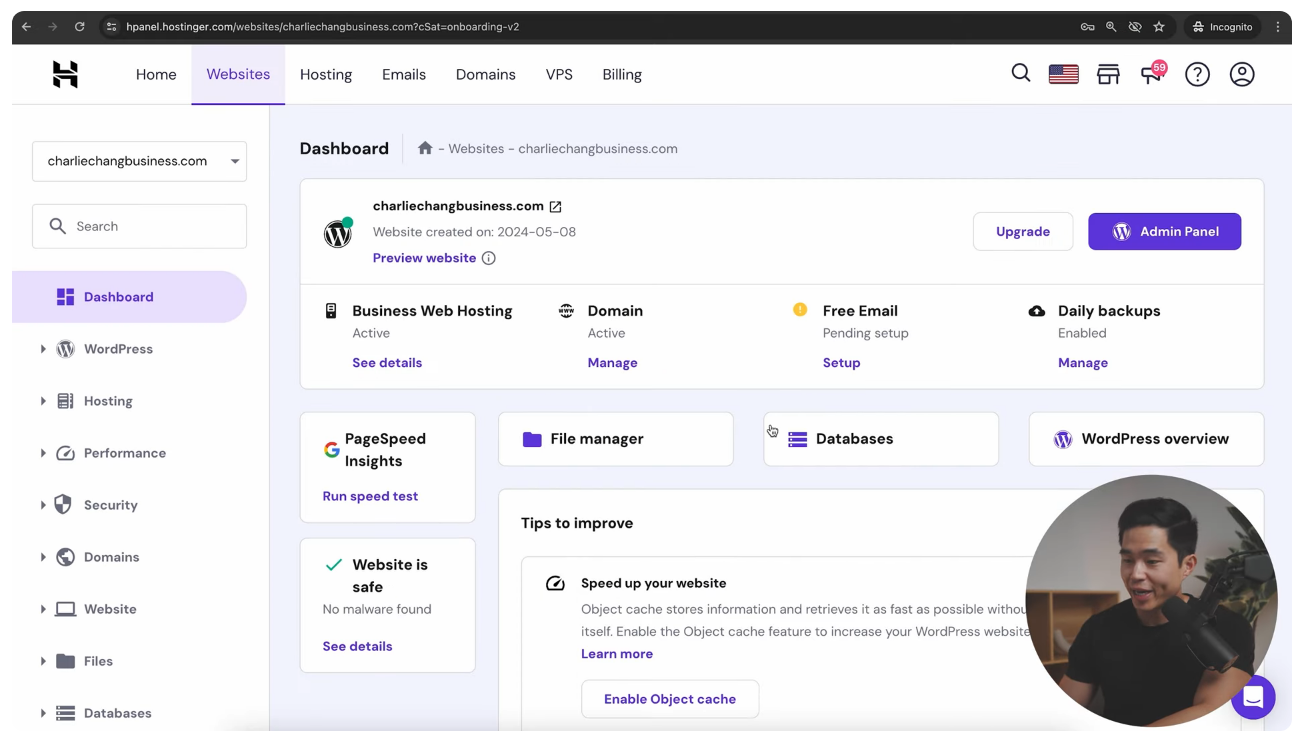 hpanel.hostinger.com/websites/charliechangbusiness.com?cSat=onboarding-v2
Incognito
Home
Websites
Hosting
Emails
Domains
VPS
Billing
59
charliechangbusiness.com
Search
Dashboard
WordPress
Hosting
Performance
Security
Domains
Website
Files
Databases
Dashboard
- Websites - charliechangbusiness.com
charliechangbusiness.com
Website created on: 2024-05-08
Preview website
Upgrade
Admin Panel
Business Web Hosting
Active
See details
WWW
Domain
Active
Manage
Free Email
Pending setup
Setup
Daily backups
Enabled
Manage
PageSpeed
Insights
Run speed test
File manager
Databases
WordPress overview
Website is
safe
No malware found
See details
Tips to improve
Speed up your website
Object cache stores information and retrieves it as fast as possible
itself. Enable the Object cache feature to increase your WordPress website
Learn more
Enable Object cache